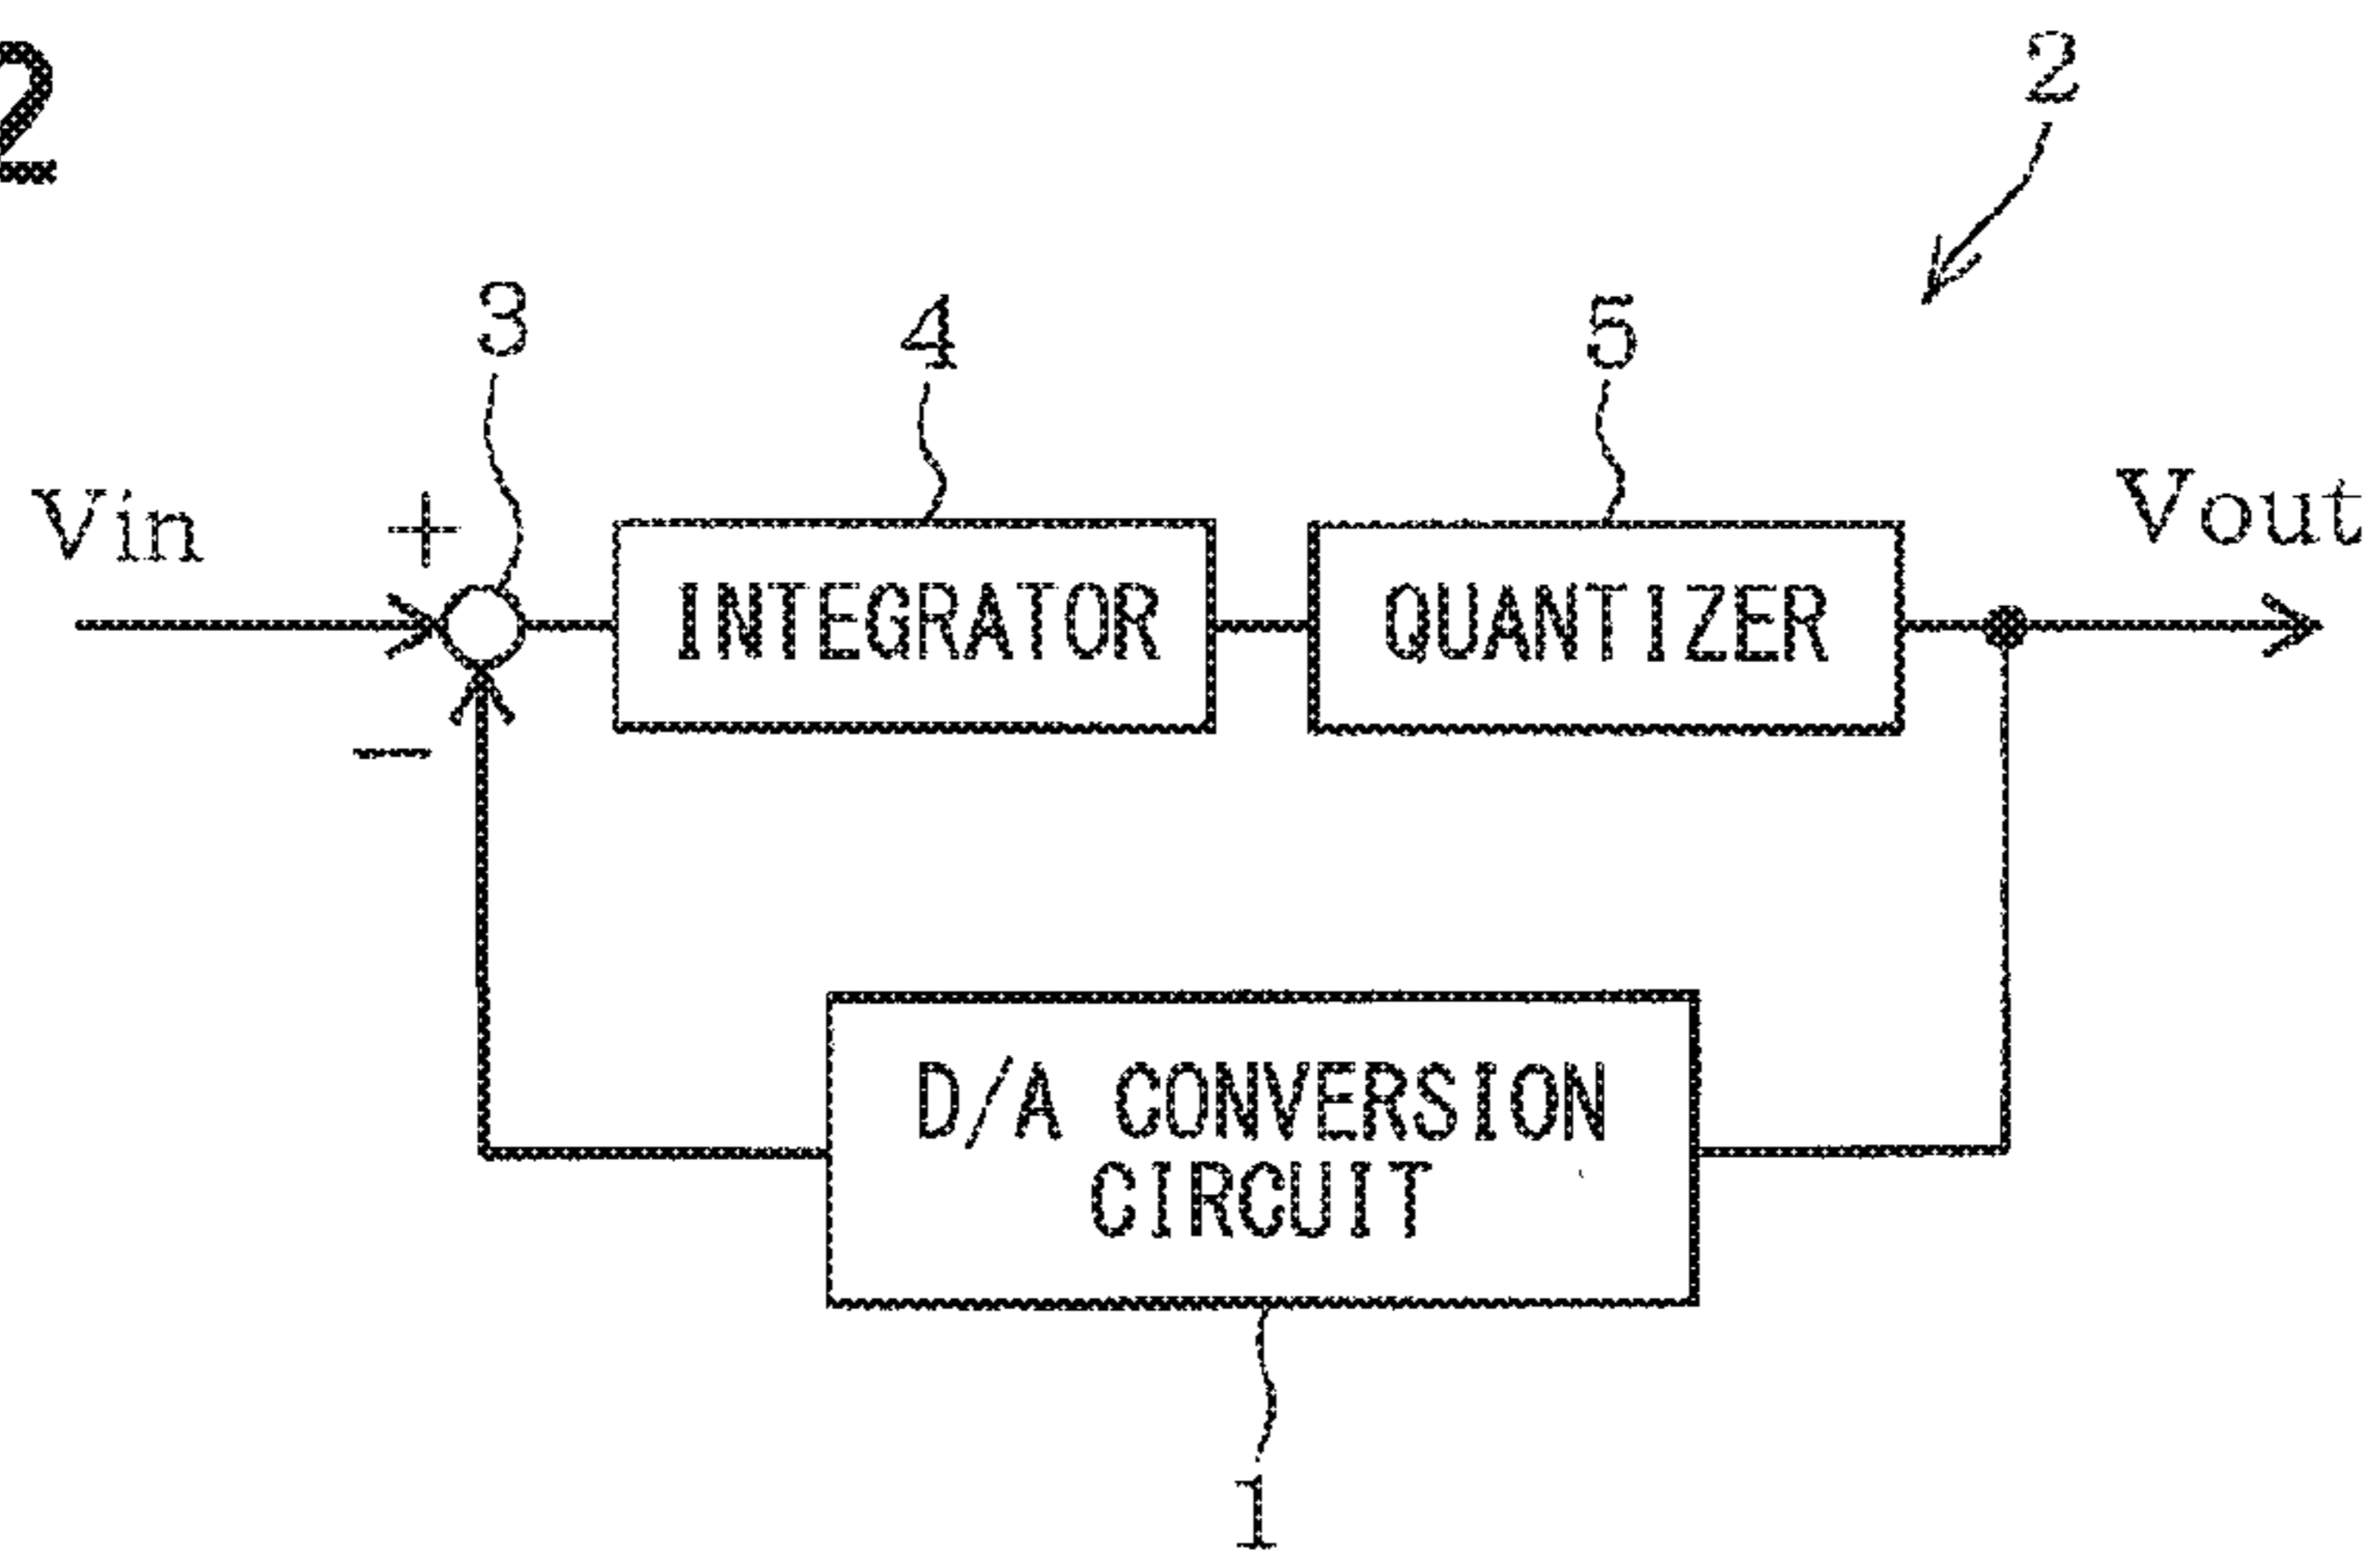 2
2
3
4
5
Vin
+
Vout
INTEGRATOR
QUANTIZER
−
D/A CONVERSION
CIRCUIT
1